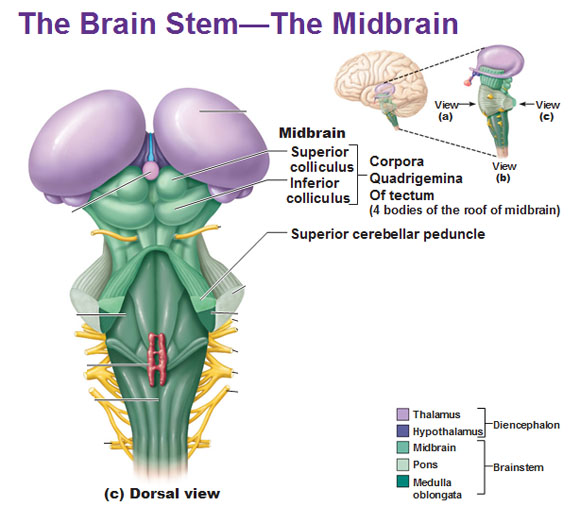 The Brain Stem—The Midbrain
View
(a)
View
(c)
View
(b)
Midbrain
Superior
colliculus
Inferior
colliculus
Corpora
Quadrigemina
Of tectum
(4 bodies of the roof of midbrain)
Superior cerebellar peduncle
Thalamus
Hypothalamus
Diencephalon
Midbrain
Pons
Medulla
oblongata
Brainstem
(c) Dorsal view